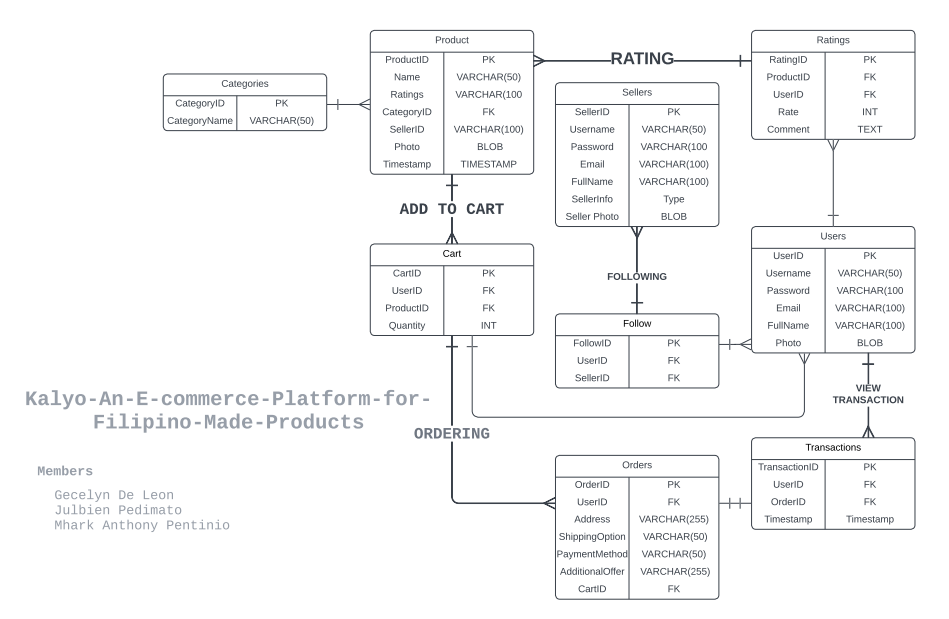 Product
ProductID PK
Name VARCHAR(50)
Ratings VARCHAR(100
CategoryID FK
SellerID VARCHAR(100)
Photo BLOB
Timestamp TIMESTAMP
RATING
Ratings
RatingID PK
ProductID FK
UserID FK
Rate INT
Comment TEXT
Categories
CategoryID PK
CategoryName VARCHAR(50)
Sellers
SellerID PK
Username VARCHAR(50)
Password VARCHAR(100
Email VARCHAR(100)
FullName VARCHAR(100)
SellerInfo Type
Seller Photo BLOB
ADD TO CART
Cart
CartID PK
UserID FK
ProductID FK
Quantity INT
FOLLOWING
Follow
FollowID PK
UserID FK
SellerID FK
Users
UserID PK
Username VARCHAR(50)
Password VARCHAR(100
Email VARCHAR(100)
FullName VARCHAR(100)
Photo BLOB
VIEW
TRANSACTION
Kalyo-An-E-commerce-Platform-for-
Filipino-Made-Products
ORDERING
Members
Gecelyn De Leon
Julbien Pedimato
Mhark Anthony Pentinio
Orders
OrderID PK
UserID FK
Address VARCHAR(255)
ShippingOption VARCHAR(50)
PaymentMethod VARCHAR(50)
AdditionalOffer VARCHAR(255)
CartID FK
Transactions
TransactionID PK
UserID FK
OrderID FK
Timestamp Timestamp